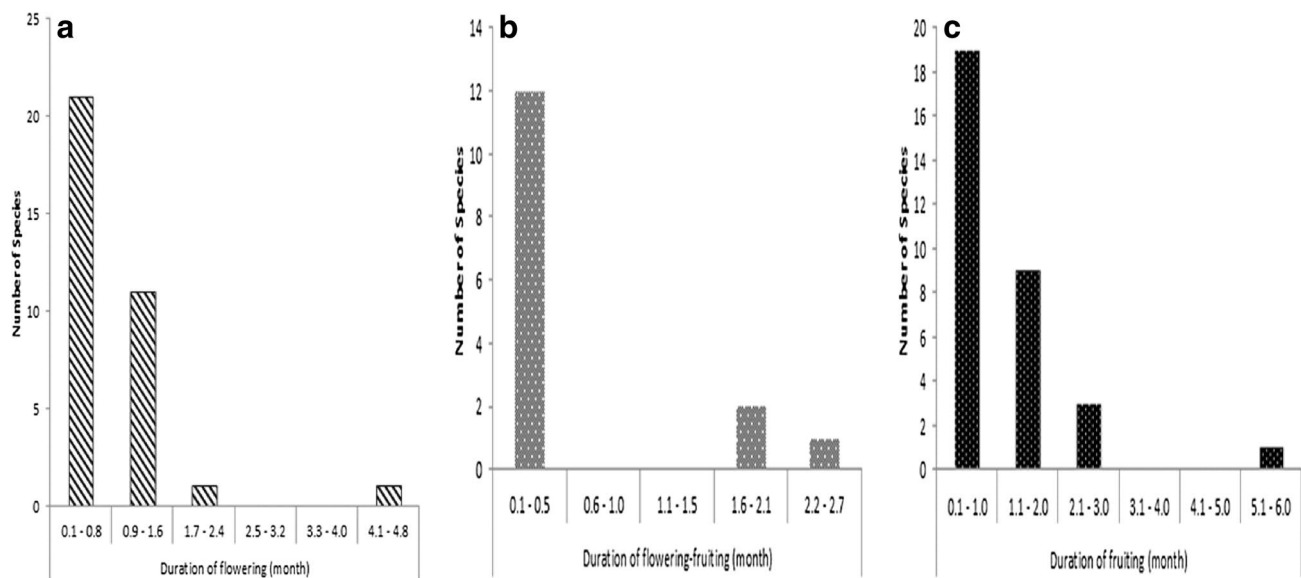 a
25
20
15
10
5
0
Number of Species
0.1 - 0.8 0.9 - 1.6 1.7 - 2.4 2.5 - 3.2 3.3 - 4.0 4.1 - 4.8
Duration of flowering (month)
b
14
12
10
8
6
4
2
0
Number of Species
0.1 - 0.5 0.6 - 1.0 1.1 - 1.5 1.6 - 2.1 2.2 - 2.7
Duration of flowering-fruiting (month)
c
20
18
16
14
12
10
8
6
4
2
0
Number of Species
0.1 - 1.0 1.1 - 2.0 2.1 - 3.0 3.1 - 4.0 4.1 - 5.0 5.1 - 6.0
Duration of fruiting (month)